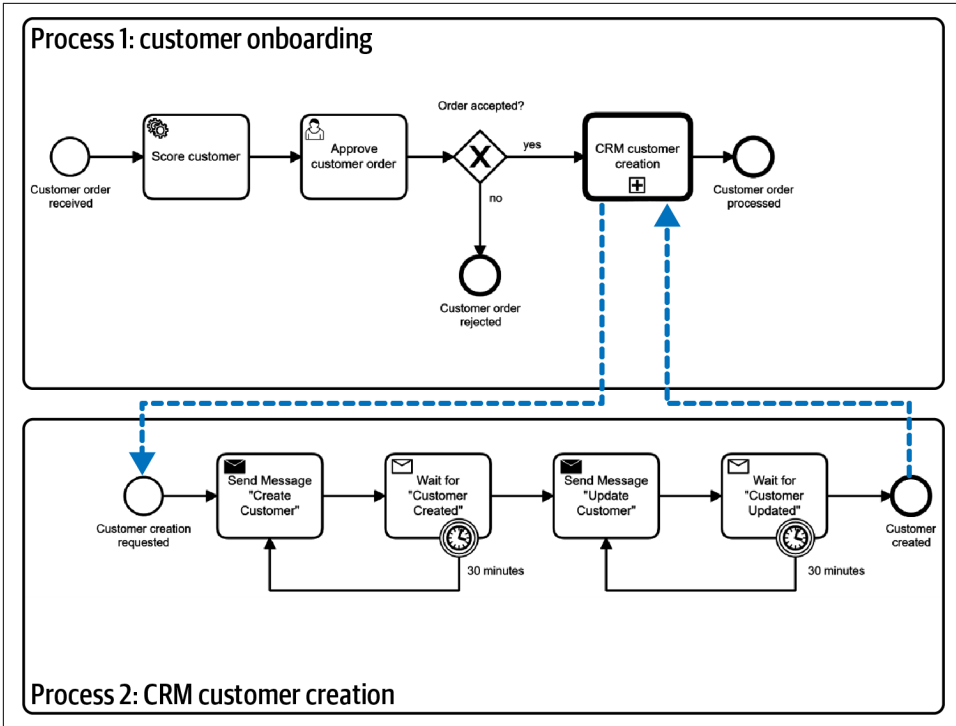 Process 1: customer onboarding
Order accepted?
Score customer
Approve
customer order
yes
CRM customer
creation
Customer order
received
no
Customer order
processed
Customer order
rejected
Send Message
"Create
Customer"
Wait for
"Customer
Created"
Send Message
"Update
Customer"
Wait for
"Customer
Updated"
Customer creation
requested
Customer
created
30 minutes
30 minutes
Process 2: CRM customer creation